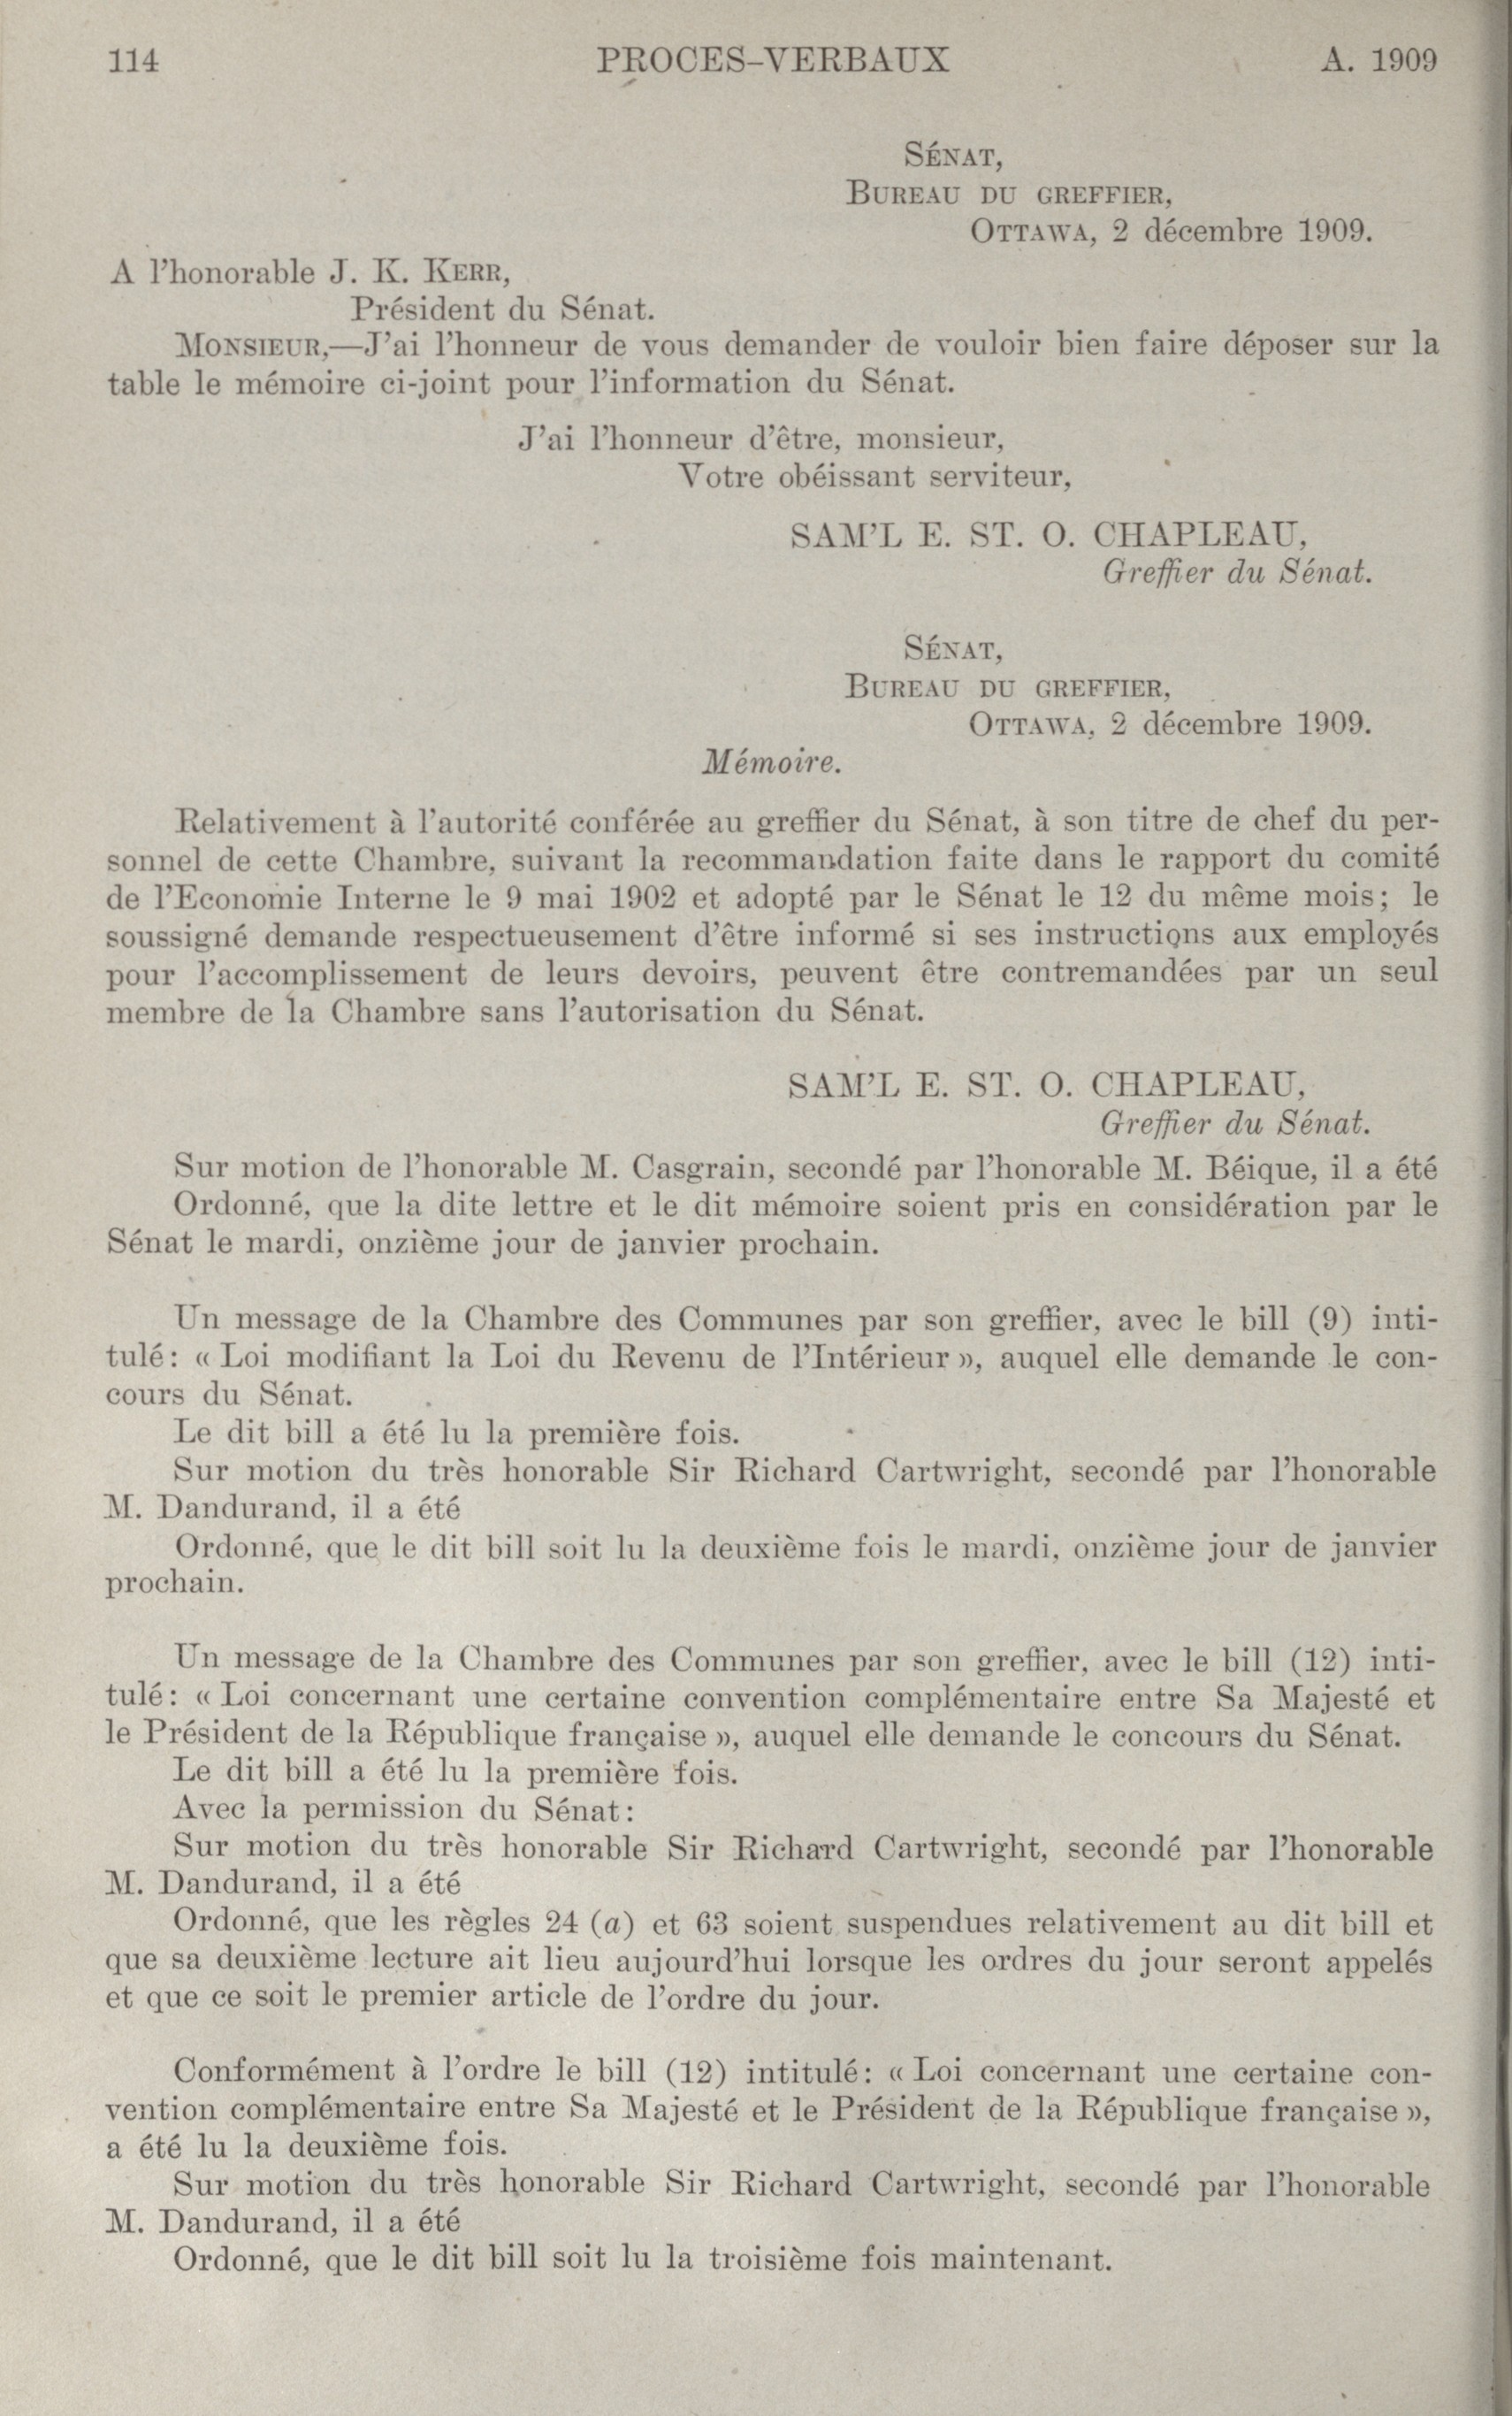 114 PROCES-VERBAUX A. 1909
SÉNAT,
BUREAU DU GREFFIER,
OTTAWA, 2 décembre 1909.
A l'honorable J. K. KERR,
Président du Sénat.
MONSIEUR,—J'ai l'honneur de vous demander de vouloir bien faire déposer sur la
table le mémoire ci-joint pour l'information du Sénat.
J'ai l'honneur d'être, monsieur,
Votre obéissant serviteur,
SAM'L E. ST. O. CHAPLEAU,
Greffier du Sénat.
SÉNAT,
BUREAU DU GREFFIER,
OTTAWA, 2 décembre 1909.
Mémoire.
Relativement à l'autorité conférée au greffier du Sénat, à son titre de chef du per-
sonnel de cette Chambre, suivant la recommandation faite dans le rapport du comité
de l'Economie Interne le 9 mai 1902 et adopté par le Sénat le 12 du même mois; le
soussigné demande respectueusement d'être informé si ses instructions aux employés
pour l'accomplissement de leurs devoirs, peuvent être contremandées par un seul
membre de la Chambre sans l'autorisation du Sénat.
SAM'L E. ST. O. CHAPLEAU,
Greffier du Sénat.
Sur motion de l'honorable M. Casgrain, secondé par l'honorable M. Béique, il a été
Ordonné, que la dite lettre et le dit mémoire soient pris en considération par le
Sénat le mardi, onzième jour de janvier prochain.
Un message de la Chambre des Communes par son greffier, avec le bill (9) inti-
tulé: « Loi modifiant la Loi du Revenu de l'Intérieur », auquel elle demande le con-
cours du Sénat.
Le dit bill a été lu la première fois.
Sur motion du très honorable Sir Richard Cartwright, secondé par l'honorable
M. Dandurand, il a été
Ordonné, que le dit bill soit lu la deuxième fois le mardi, onzième jour de janvier
prochain.
Un message de la Chambre des Communes par son greffier, avec le bill (12) inti-
tulé: « Loi concernant une certaine convention complémentaire entre Sa Majesté et
le Président de la République française », auquel elle demande le concours du Sénat.
Le dit bill a été lu la première fois.
Avec la permission du Sénat:
Sur motion du très honorable Sir Richard Cartwright, secondé par l'honorable
M. Dandurand, il a été
Ordonné, que les règles 24 (a) et 63 soient suspendues relativement au dit bill et
que sa deuxième lecture ait lieu aujourd'hui lorsque les ordres du jour seront appelés
et que ce soit le premier article de l'ordre du jour.
Conformément à l'ordre le bill (12) intitulé: « Loi concernant une certaine con-
vention complémentaire entre Sa Majesté et le Président de la République française »,
a été lu la deuxième fois.
Sur motion du très honorable Sir Richard Cartwright, secondé par l'honorable
M. Dandurand, il a été
Ordonné, que le dit bill soit lu la troisième fois maintenant.